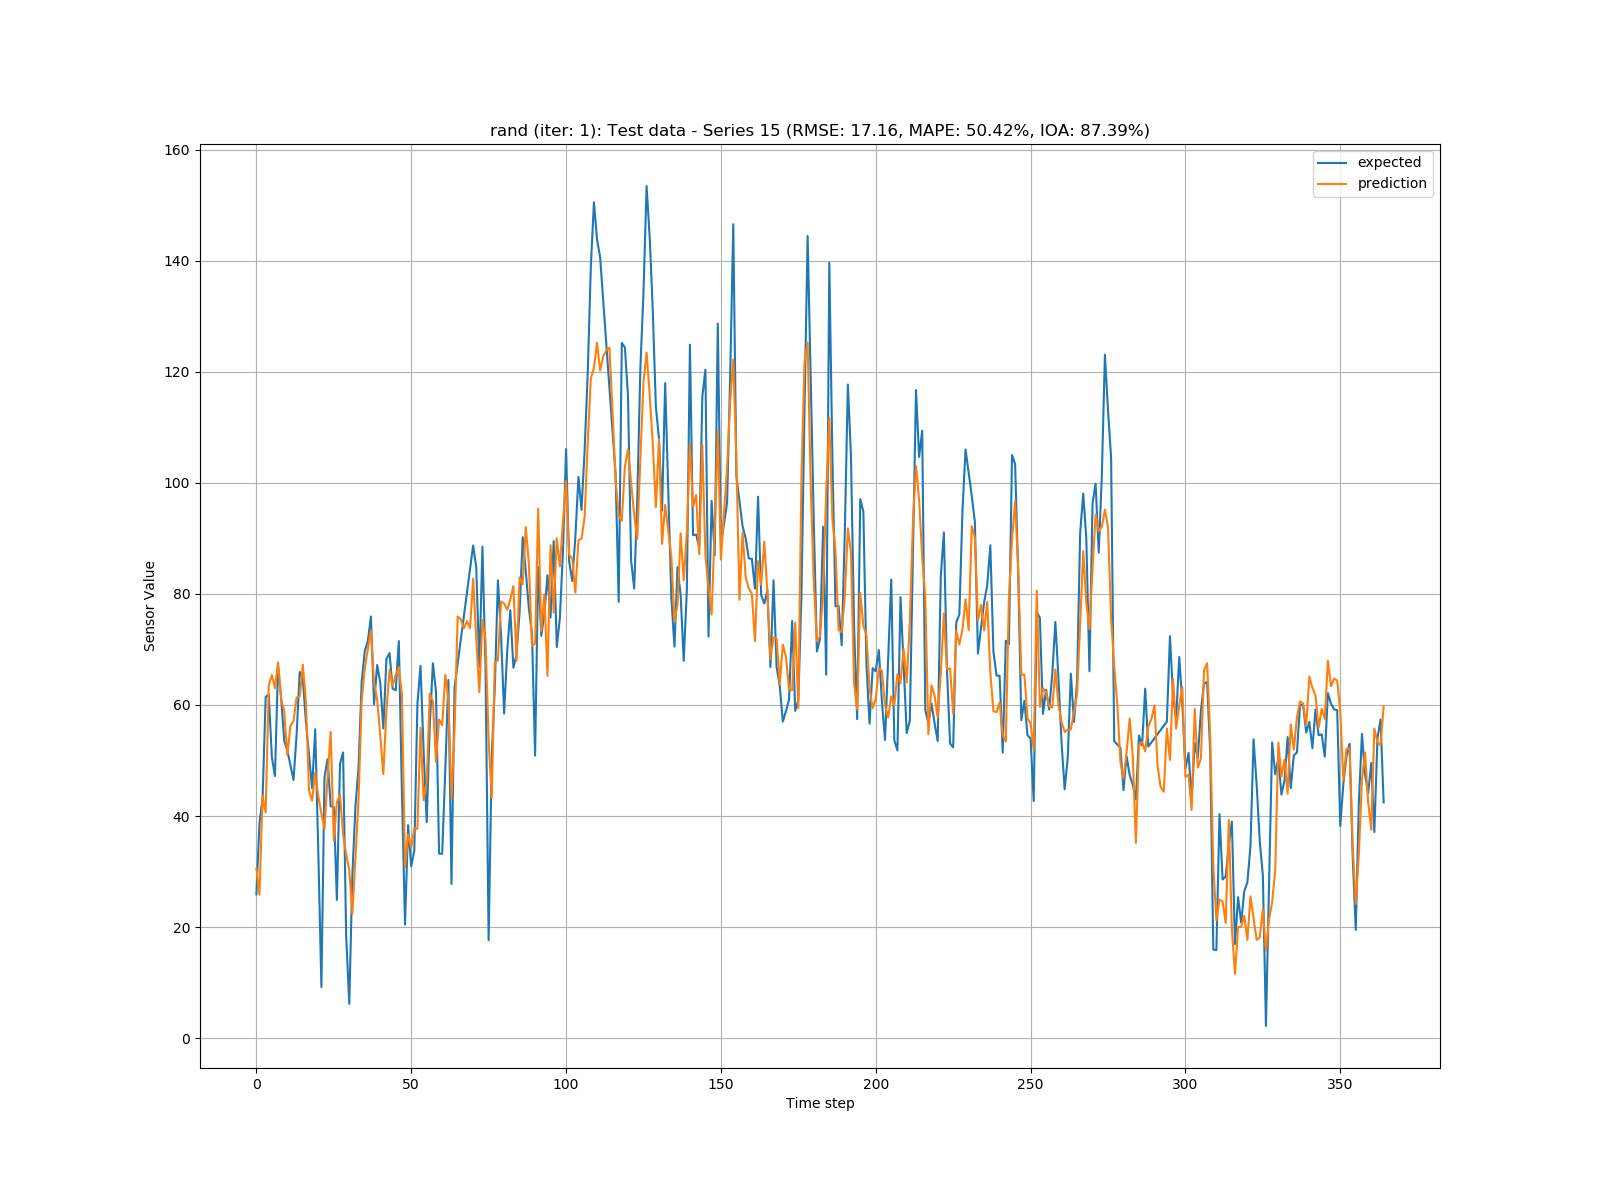 rand (iter: 1): Test data - Series 15 (RMSE: 17.16, MAPE: 50.42%, IOA: 87.39%)
expected
prediction
160
140
120
100
80
60
40
20
0
Sensor Value
0 50 100 150 200 250 300 350
Time step